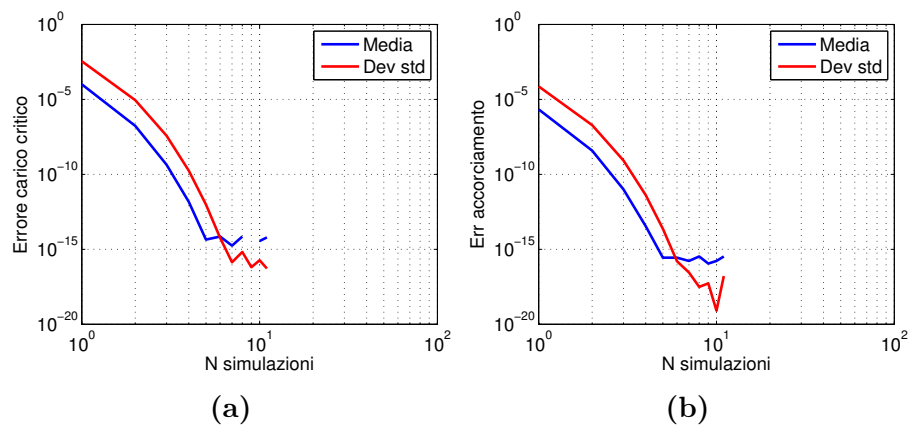 10^0
10^-5
10^-10
10^-15
10^-20
10^0
10^1
10^2
Errore carico critico
N simulazioni
Media
Dev std
(a)
10^0
10^-5
10^-10
10^-15
10^-20
10^0
10^1
10^2
Err accorciamento
N simulazioni
Media
Dev std
(b)